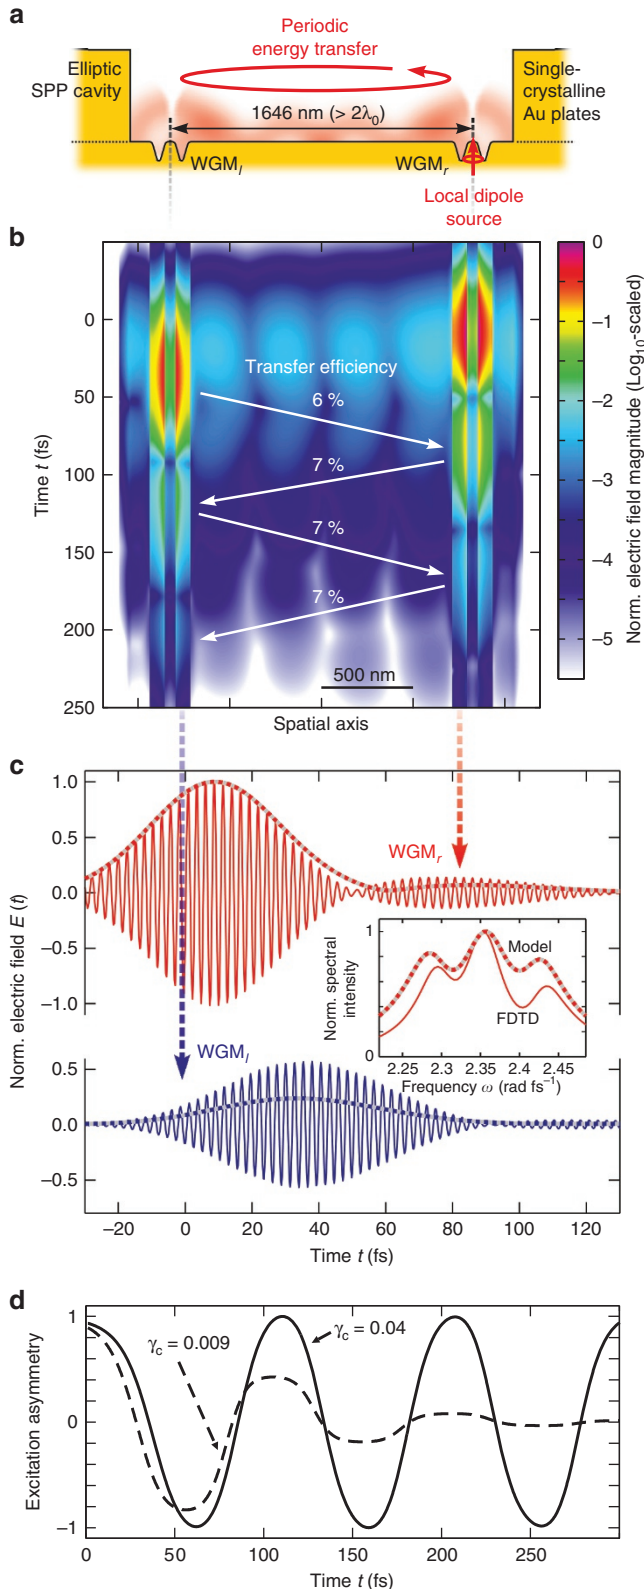 a
Periodic
energy transfer
Elliptic
SPP cavity
Single-
crystalline
Au plates
1646 nm (> 2λ0)
WGMl
WGMr
Local dipole
source
b
0
50
100
150
200
250
Time t (fs)
Transfer efficiency
6 %
7 %
7 %
7 %
500 nm
Spatial axis
0
−1
−2
−3
−4
−5
Norm. electric field magnitude (Log10-scaled)
c
1.0
0.5
0.0
−0.5
−1.0
WGMr
Norm. electric field E (t)
1
0
Norm. spectral
intensity
Model
FDTD
2.25
2.3
2.35
2.4
2.45
Frequency ω (rad fs−1)
WGMl
0.5
0.0
−0.5
−20
0
20
40
60
80
100
120
Time t (fs)
d
1
0
−1
Excitation asymmetry
γc = 0.009
γc = 0.04
0
50
100
150
200
250
Time t (fs)